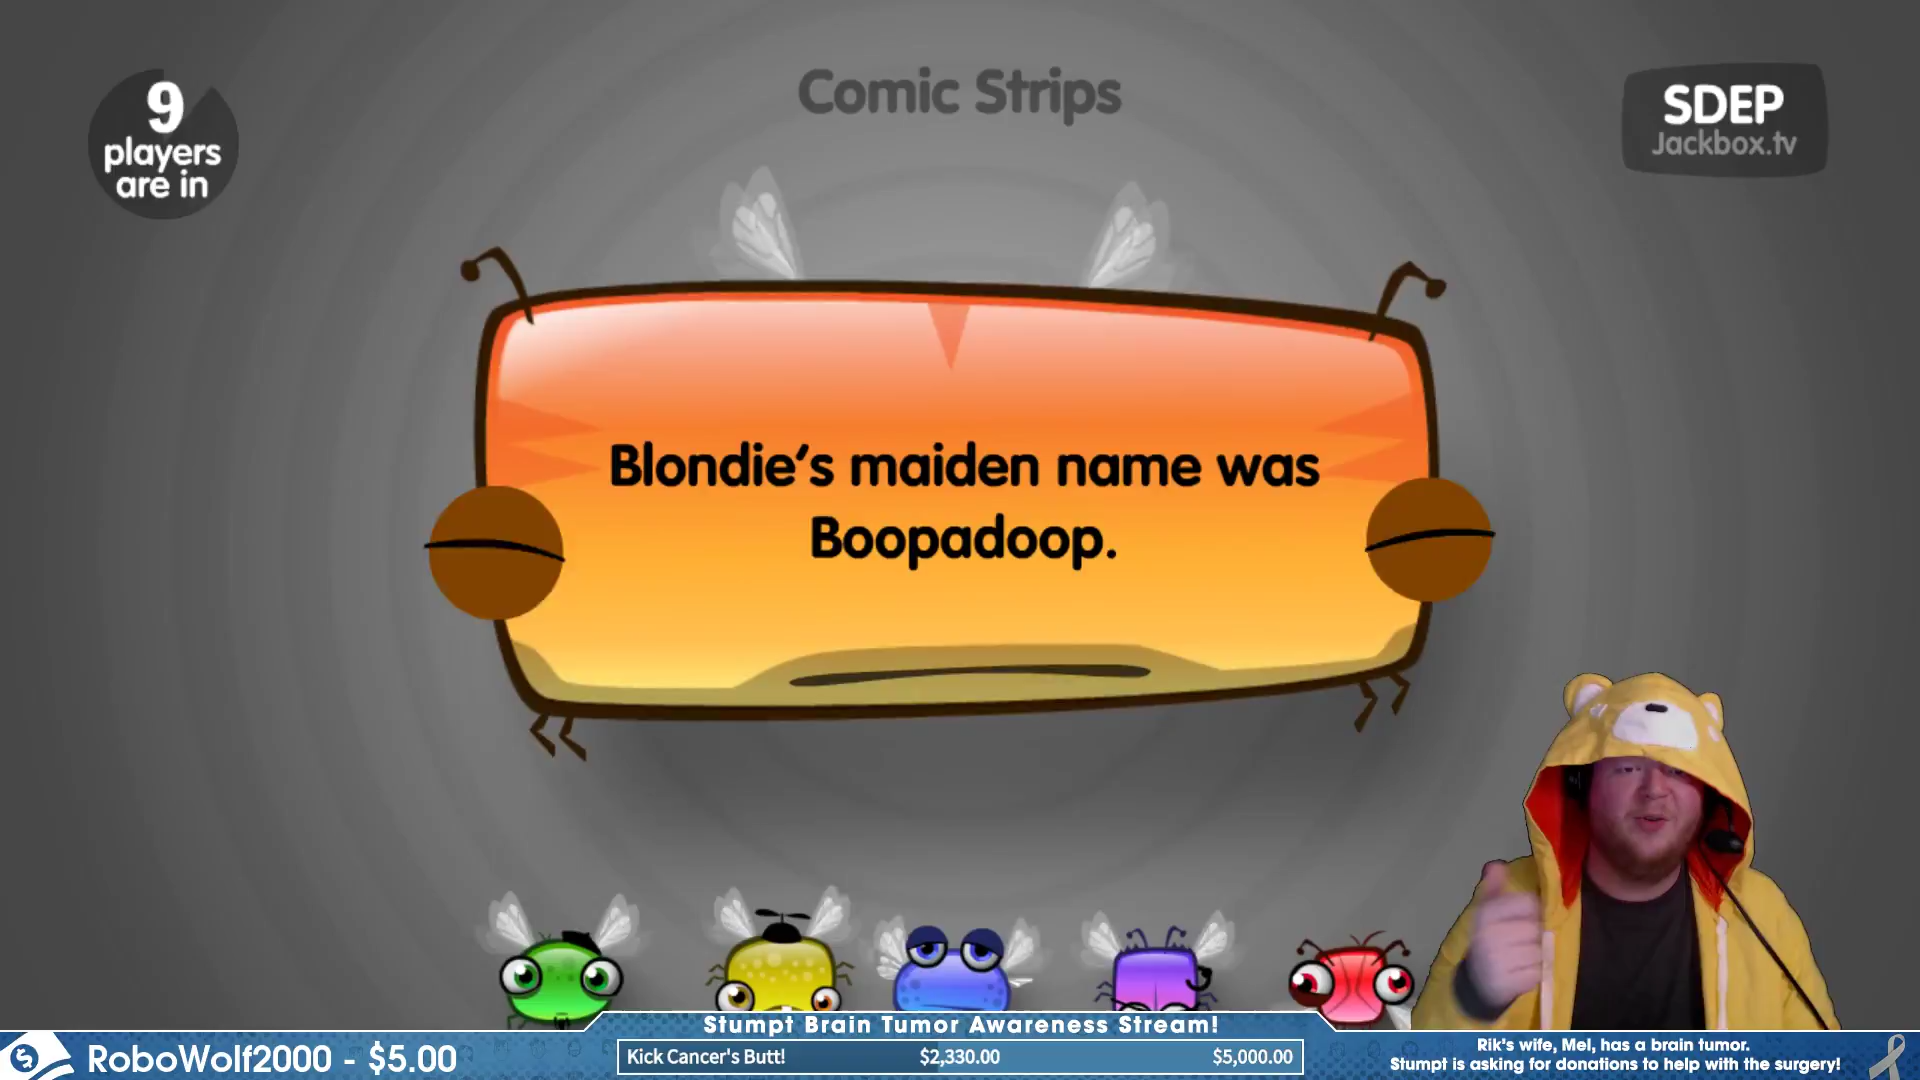 9
players
are in
Comic Strips
SDEP
Jackbox.tv
Blondie's maiden name was
Boopadoop.
Stumpt Brain Tumor Awareness Stream!
RoboWolf2000 - $5.00
Kick Cancer's Butt! $2,330.00 $5,000.00
Rik's wife, Mel, has a brain tumor.
Stumpt is asking for donations to help with the surgery!